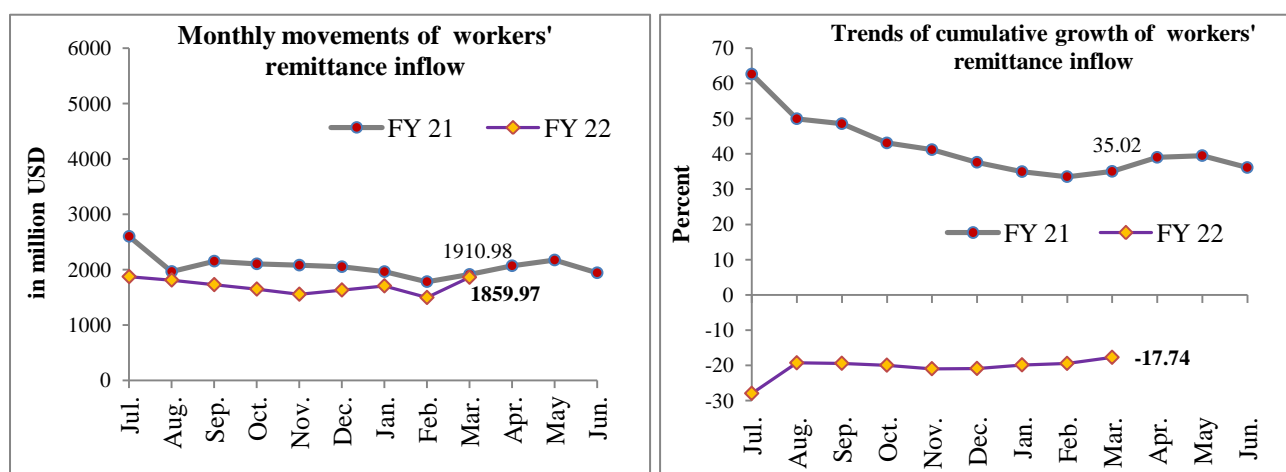 Monthly movements of workers'
remittance inflow
in million USD
6000
5000
4000
3000
2000
1000
0
FY 21
FY 22
1910.98
1859.97
Jul.
Aug.
Sep.
Oct.
Nov.
Dec.
Jan.
Feb.
Mar.
Apr.
May
Jun.
Trends of cumulative growth of workers'
remittance inflow
Percent
70
60
50
40
30
20
10
0
-10
-20
-30
35.02
FY 21
FY 22
-17.74
Jul.
Aug.
Sep.
Oct.
Nov.
Dec.
Jan.
Feb.
Mar.
Apr.
May
Jun.